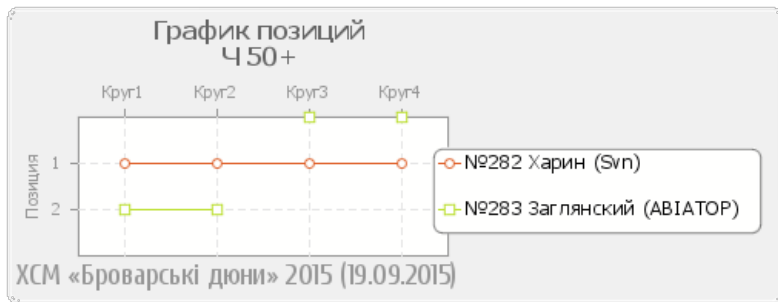 График позиций
Ч 50+
Круг1 Круг2 Круг3 Круг4
Позиция
1
2
№282 Харин (Svn)
№283 Заглянский (АВІАТОР)
ХСМ «Броварські дюни» 2015 (19.09.2015)